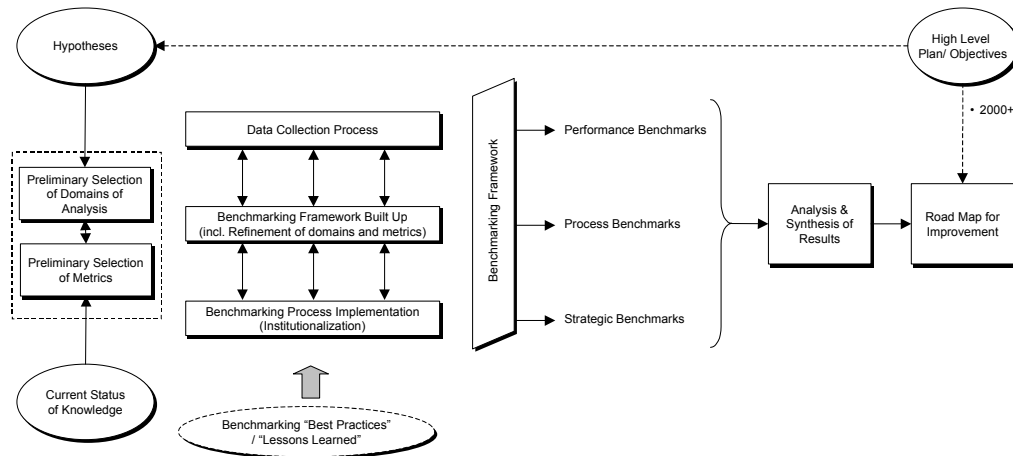 Hypotheses
High Level
Plan/ Objectives
• 2000+
Data Collection Process
Preliminary Selection
of Domains of
Analysis
Preliminary Selection
of Metrics
Benchmarking Framework Built Up
(incl. Refinement of domains and metrics)
Benchmarking Process Implementation
(Institutionalization)
Current Status
of Knowledge
Benchmarking “Best Practices”
/ “Lessons Learned”
Benchmarking Framework
Performance Benchmarks
Process Benchmarks
Strategic Benchmarks
Analysis &
Synthesis of
Results
Road Map for
Improvement